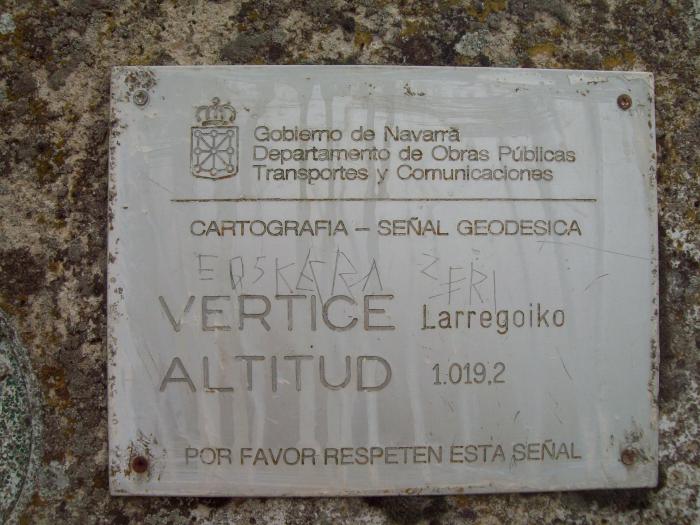 Gobierno de Navarra
Departamento de Obras Públicas
Transportes y Comunicaciones
CARTOGRAFIA – SEÑAL GEODESICA
EUSKERA ZERI
VERTICE Larregoiko
ALTITUD 1.019,2
POR FAVOR RESPETEN ESTA SEÑAL